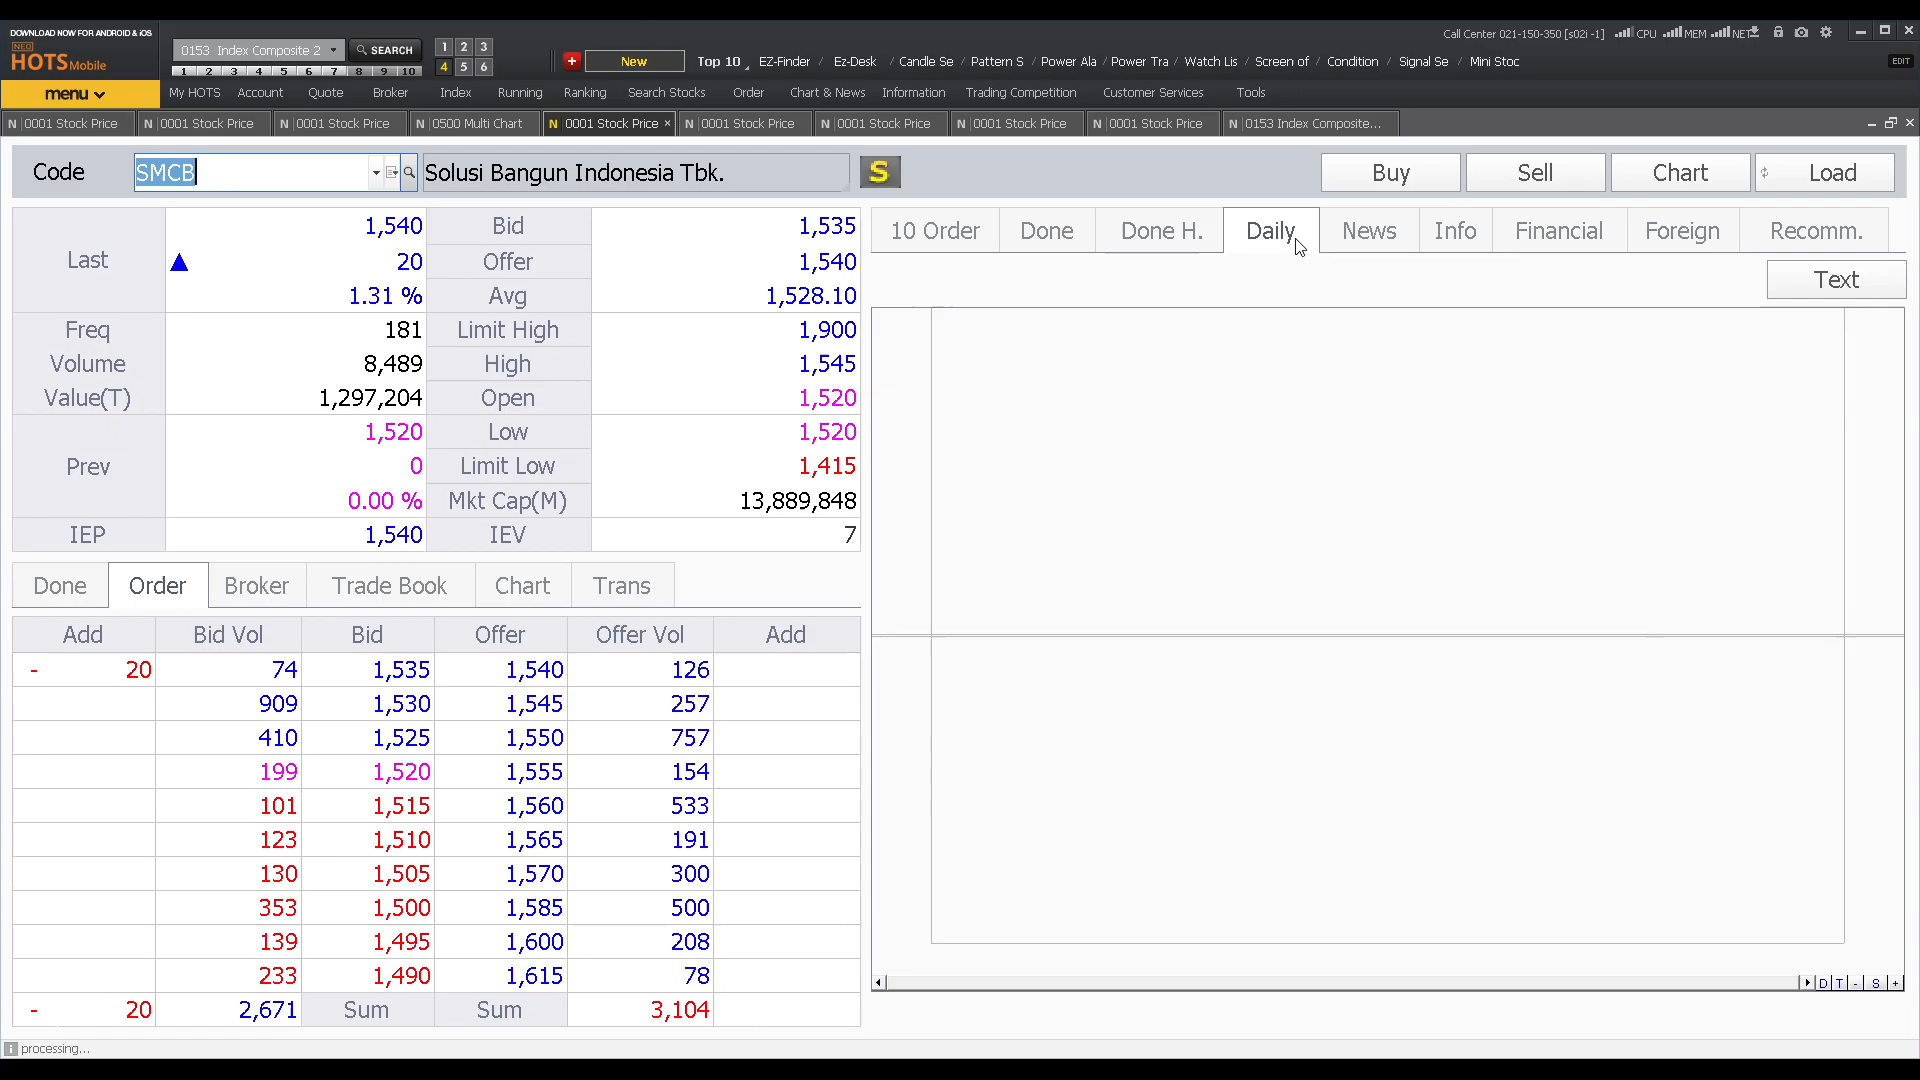 DOWNLOAD NOW FOR ANDROID & iOS
NEO
HOTS Mobile
menu
0153 Index Composite 2
SEARCH
1 2 3
4 5 6
1 2 3 4 5 6 7 8 9 10
New
Top 10 EZ-Finder / Ez-Desk / Candle Se / Pattern S / Power Ala / Power Tra / Watch Lis / Screen of / Condition / Signal Se / Mini Stoc
Call Center 021-150-350 [s02i -1] CPU MEM NET
EDIT
My HOTS Account Quote Broker Index Running Ranking Search Stocks Order Chart & News Information Trading Competition Customer Services Tools
N 0001 Stock Price N 0001 Stock Price N 0001 Stock Price N 0500 Multi Chart N 0001 Stock Price × N 0001 Stock Price N 0001 Stock Price N 0001 Stock Price N 0001 Stock Price N 0153 Index Composite...
Code SMCB Solusi Bangun Indonesia Tbk. S Buy Sell Chart Load
Last 1,540 Bid 1,535
▲ 20 Offer 1,540
1.31 % Avg 1,528.10
Freq 181 Limit High 1,900
Volume 8,489 High 1,545
Value(T) 1,297,204 Open 1,520
Prev 1,520 Low 1,520
0 Limit Low 1,415
0.00 % Mkt Cap(M) 13,889,848
IEP 1,540 IEV 7
10 Order Done Done H. Daily News Info Financial Foreign Recomm.
Text
Done Order Broker Trade Book Chart Trans
Add Bid Vol Bid Offer Offer Vol Add
- 20 74 1,535 1,540 126
909 1,530 1,545 257
410 1,525 1,550 757
199 1,520 1,555 154
101 1,515 1,560 533
123 1,510 1,565 191
130 1,505 1,570 300
353 1,500 1,585 500
139 1,495 1,600 208
233 1,490 1,615 78
- 20 2,671 Sum Sum 3,104
D T - S +
processing...